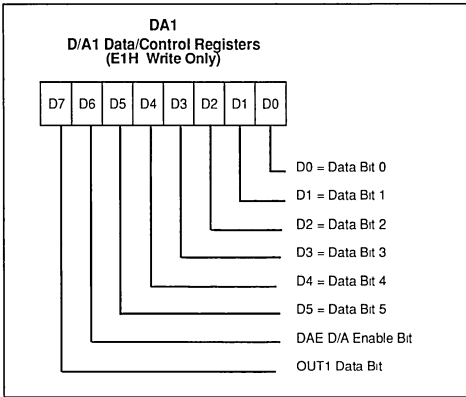 DA1
D/A1 Data/Control Registers
(E1H Write Only)
D7 D6 D5 D4 D3 D2 D1 D0
D0 = Data Bit 0
D1 = Data Bit 1
D2 = Data Bit 2
D3 = Data Bit 3
D4 = Data Bit 4
D5 = Data Bit 5
DAE D/A Enable Bit
OUT1 Data Bit